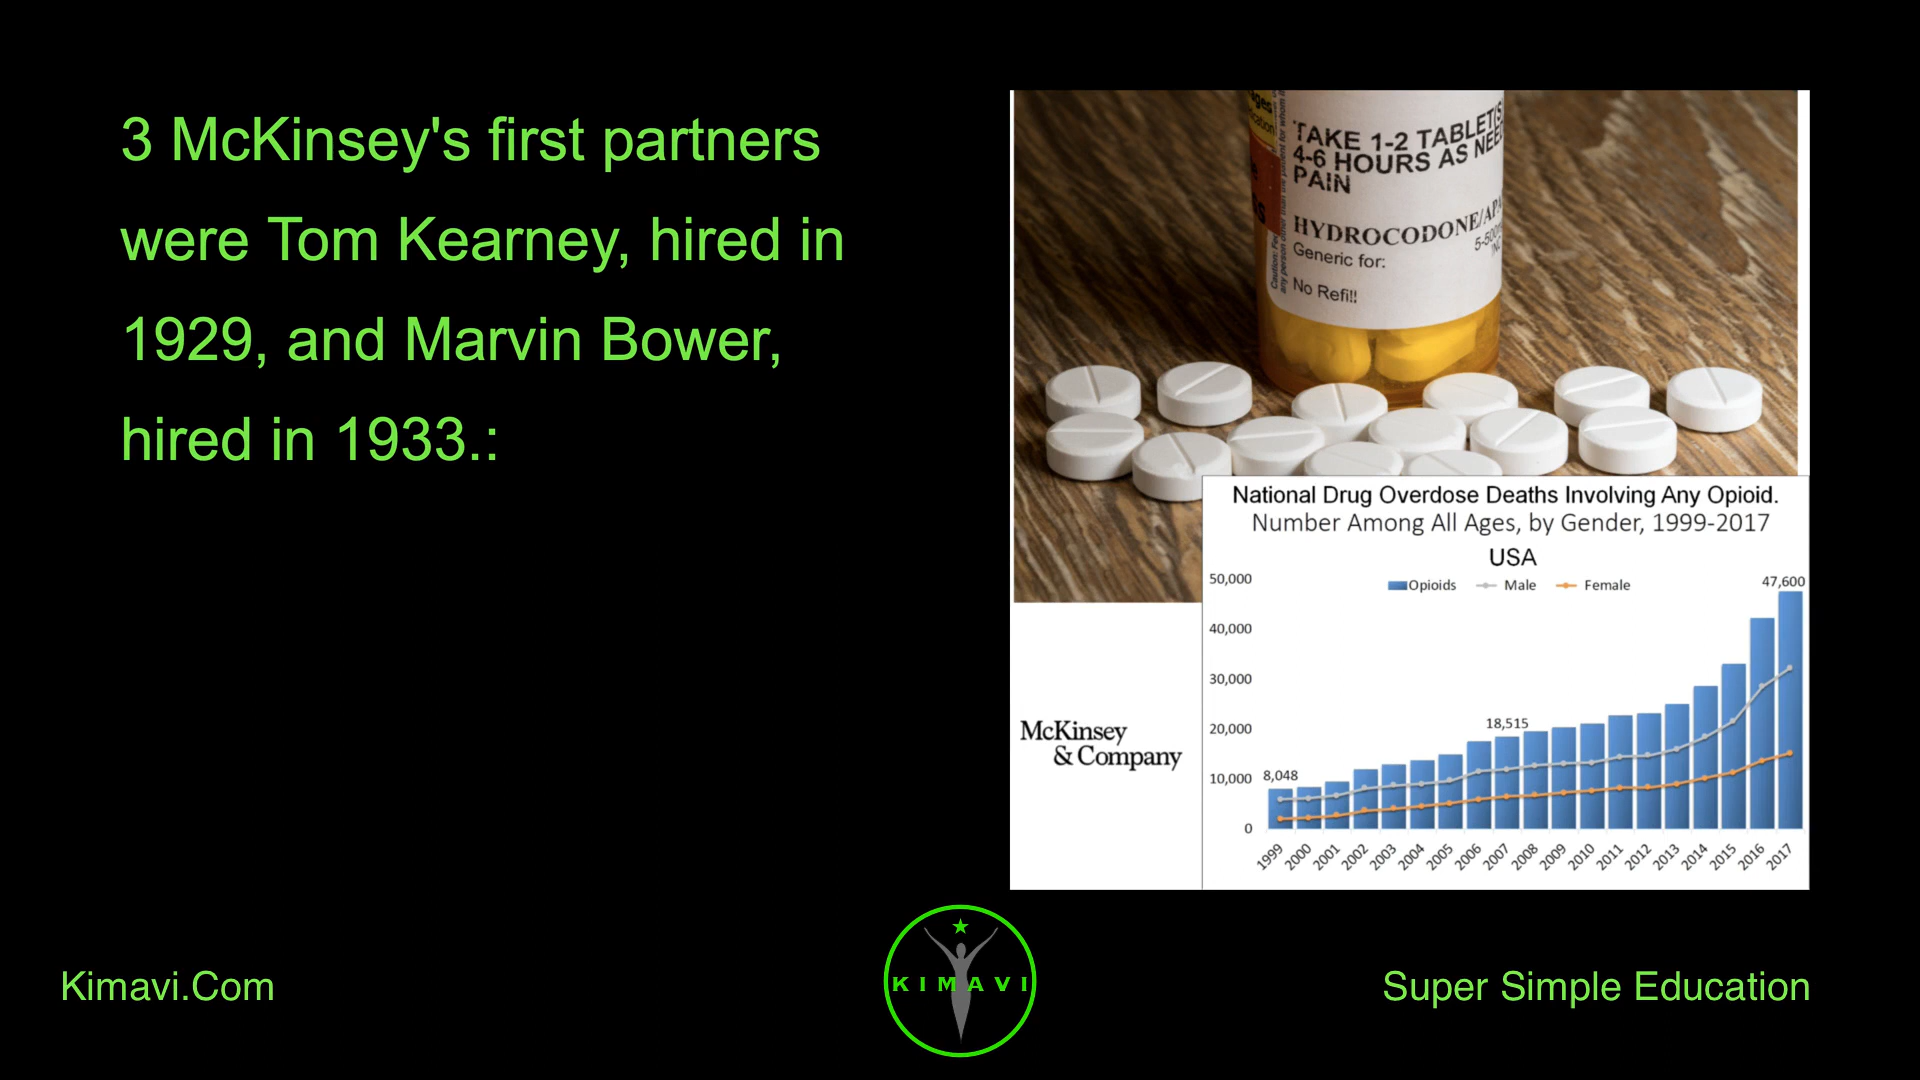 3 McKinsey's first partners
were Tom Kearney, hired in
1929, and Marvin Bower,
hired in 1933.:
TAKE 1-2 TABLET(S
4-6 HOURS AS NEE
PAIN
HYDROCODONE/APA
5-500
Generic for:
No Refi!!
National Drug Overdose Deaths Involving Any Opioid.
Number Among All Ages, by Gender, 1999-2017
USA
Opioids Male Female
50,000
40,000
30,000
20,000
10,000
0
8,048
18,515
47,600
1999 2000 2001 2002 2003 2004 2005 2006 2007 2008 2009 2010 2011 2012 2013 2014 2015 2016 2017
McKinsey
& Company
Kimavi.Com
KIMAVI
Super Simple Education